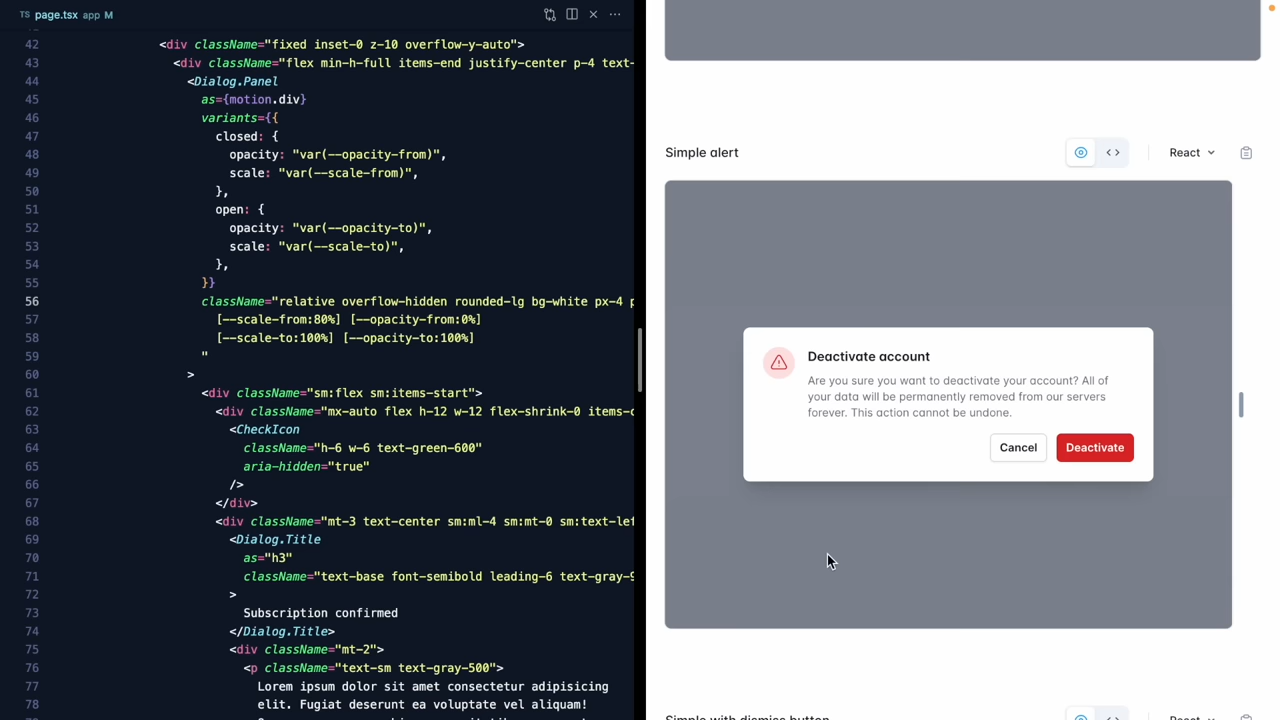 TS page.tsx app M
42 <div className="fixed inset-0 z-10 overflow-y-auto">
43 <div className="flex min-h-full items-end justify-center p-4 text-
44 <Dialog.Panel
45 as={motion.div}
46 variants={{
47 closed: {
48 opacity: "var(--opacity-from)",
49 scale: "var(--scale-from)",
50 },
51 open: {
52 opacity: "var(--opacity-to)",
53 scale: "var(--scale-to)",
54 },
55 }}
56 className="relative overflow-hidden rounded-lg bg-white px-4 p
57 [--scale-from:80%] [--opacity-from:0%]
58 [--scale-to:100%] [--opacity-to:100%]
59 "
60 >
61 <div className="sm:flex sm:items-start">
62 <div className="mx-auto flex h-12 w-12 flex-shrink-0 items-c
63 <CheckIcon
64 className="h-6 w-6 text-green-600"
65 aria-hidden="true"
66 />
67 </div>
68 <div className="mt-3 text-center sm:ml-4 sm:mt-0 sm:text-lef
69 <Dialog.Title
70 as="h3"
71 className="text-base font-semibold leading-6 text-gray-9
72 >
73 Subscription confirmed
74 </Dialog.Title>
75 <div className="mt-2">
76 <p className="text-sm text-gray-500">
77 Lorem ipsum dolor sit amet consectetur adipisicing
78 elit. Fugiat deserunt ea voluptate vel aliquam!
Simple alert
React
Deactivate account
Are you sure you want to deactivate your account? All of
your data will be permanently removed from our servers
forever. This action cannot be undone.
Cancel Deactivate
Simple with dismiss button
React